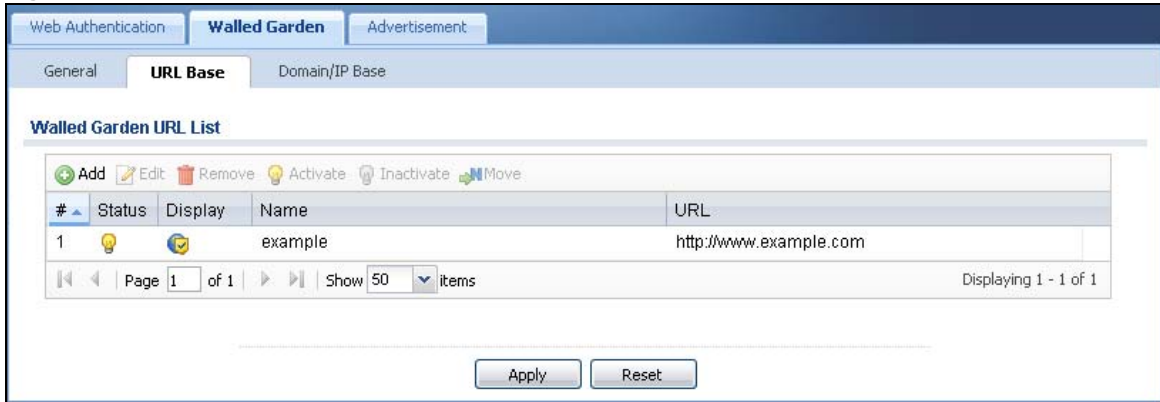 Web Authentication Walled Garden Advertisement
General URL Base Domain/IP Base
Walled Garden URL List
Add Edit Remove Activate Inactivate Move
# Status Display Name URL
1 example http://www.example.com
Page 1 of 1 Show 50 items Displaying 1 - 1 of 1
Apply Reset